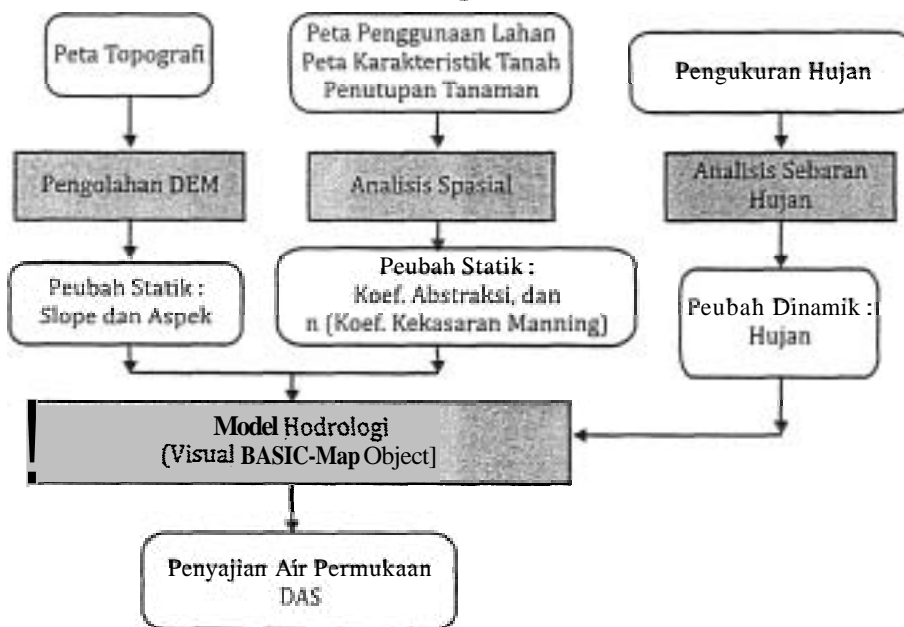 Peta Topografi
Peta Penggunaan Lahan
Peta Karakteristik Tanah
Penutupan Tanaman
Pengukuran Hujan
Pengolahan DEM
Analisis Spasial
Analisis Sebaran
Hujan
Peubah Statik :
Slope dan Aspek
Peubah Statik :
Koef. Abstraksi, dan
n (Koef. Kekasaran Manning)
Peubah Dinamik :
Hujan
Model Hodrologi
(Visual BASIC-Map Object]
Penyajian Air Permukaan
DAS